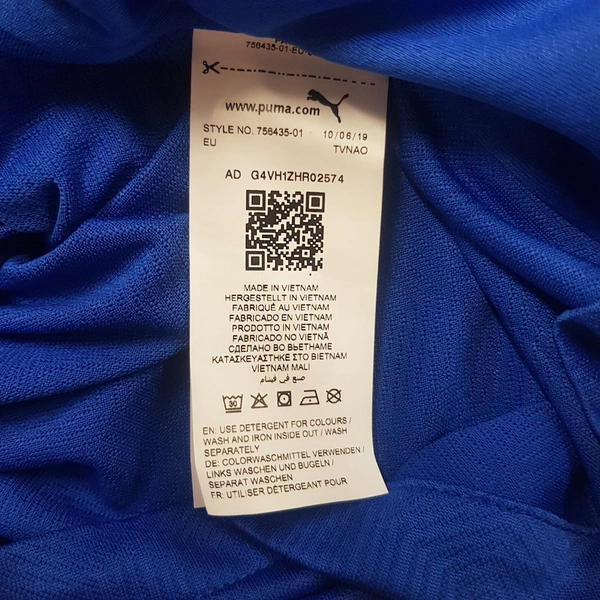 756435-01-EU
www.puma.com
STYLE NO. 756435-01 10/06/19
EU TVNAO
AD G4VH1ZHR02574
MADE IN VIETNAM
HERGESTELLT IN VIETNAM
FABRIQUÉ AU VIETNAM
FABRICADO EN VIETNAM
PRODOTTO IN VIETNAM
FABRICADO NO VIETNÃ
СДЕЛАНО ВО ВЬЕТНАМЕ
ΚΑΤΑΣΚΕΥΑΣΤΗΚΕ ΣΤΟ ΒΙΕΤΝΑΜ
VİETNAM MALI
صنع في فيتنام
30
EN: USE DETERGENT FOR COLOURS /
WASH AND IRON INSIDE OUT / WASH
SEPARATELY
DE: COLORWASCHMITTEL VERWENDEN /
LINKS WASCHEN UND BÜGELN /
SEPARAT WASCHEN
FR: UTILISER DÉTERGEANT POUR